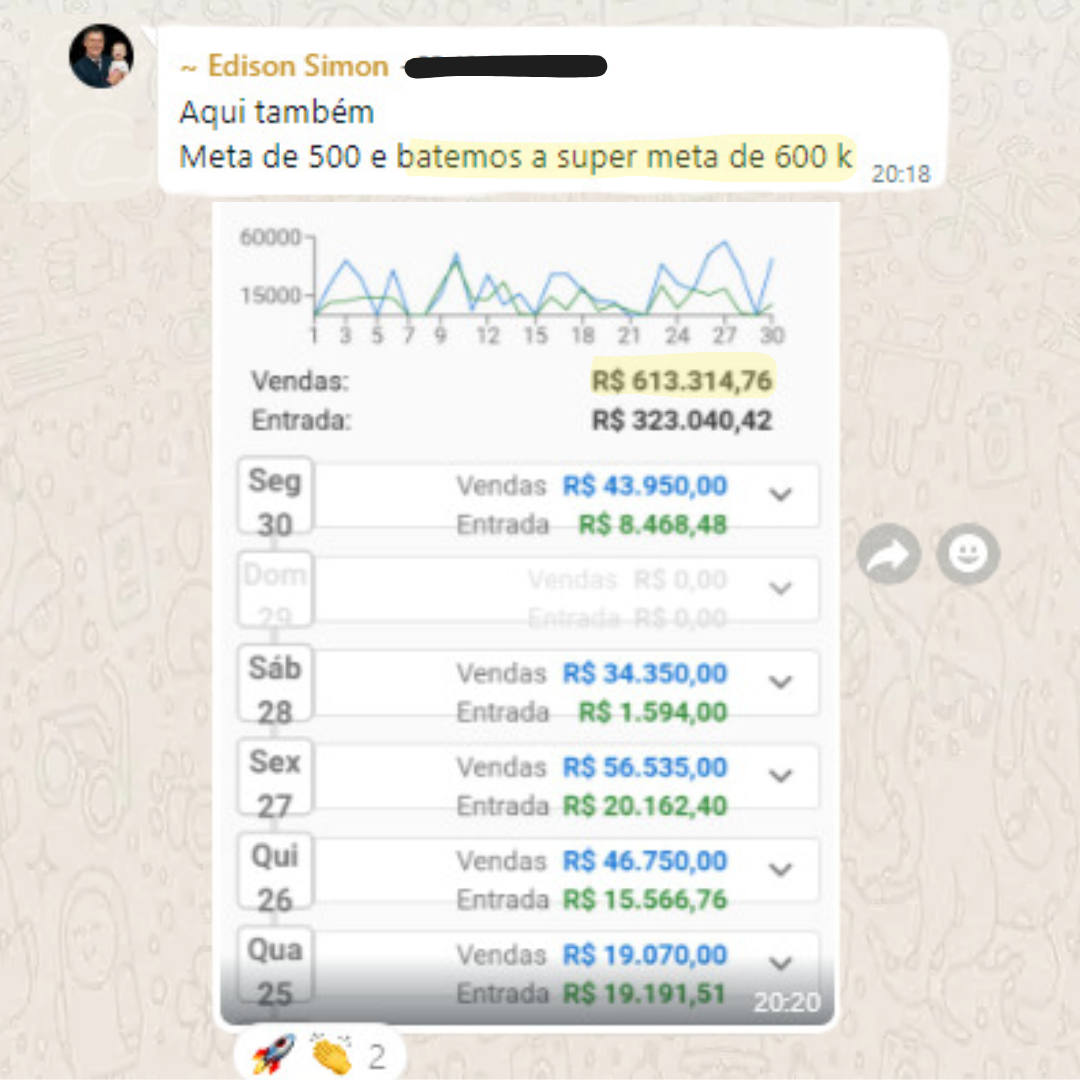 ~ Edison Simon
Aqui também
Meta de 500 e batemos a super meta de 600 k
20:18
60000
15000
1 3 5 7 9 12 15 18 21 24 27 30
Vendas: R$ 613.314,76
Entrada: R$ 323.040,42
Seg Vendas R$ 43.950,00
30 Entrada R$ 8.468,48
Dom Vendas R$ 0,00
29 Entrada R$ 0,00
Sáb Vendas R$ 34.350,00
28 Entrada R$ 1.594,00
Sex Vendas R$ 56.535,00
27 Entrada R$ 20.162,40
Qui Vendas R$ 46.750,00
26 Entrada R$ 15.566,76
Qua Vendas R$ 19.070,00
25 Entrada R$ 19.191,51
20:20
2